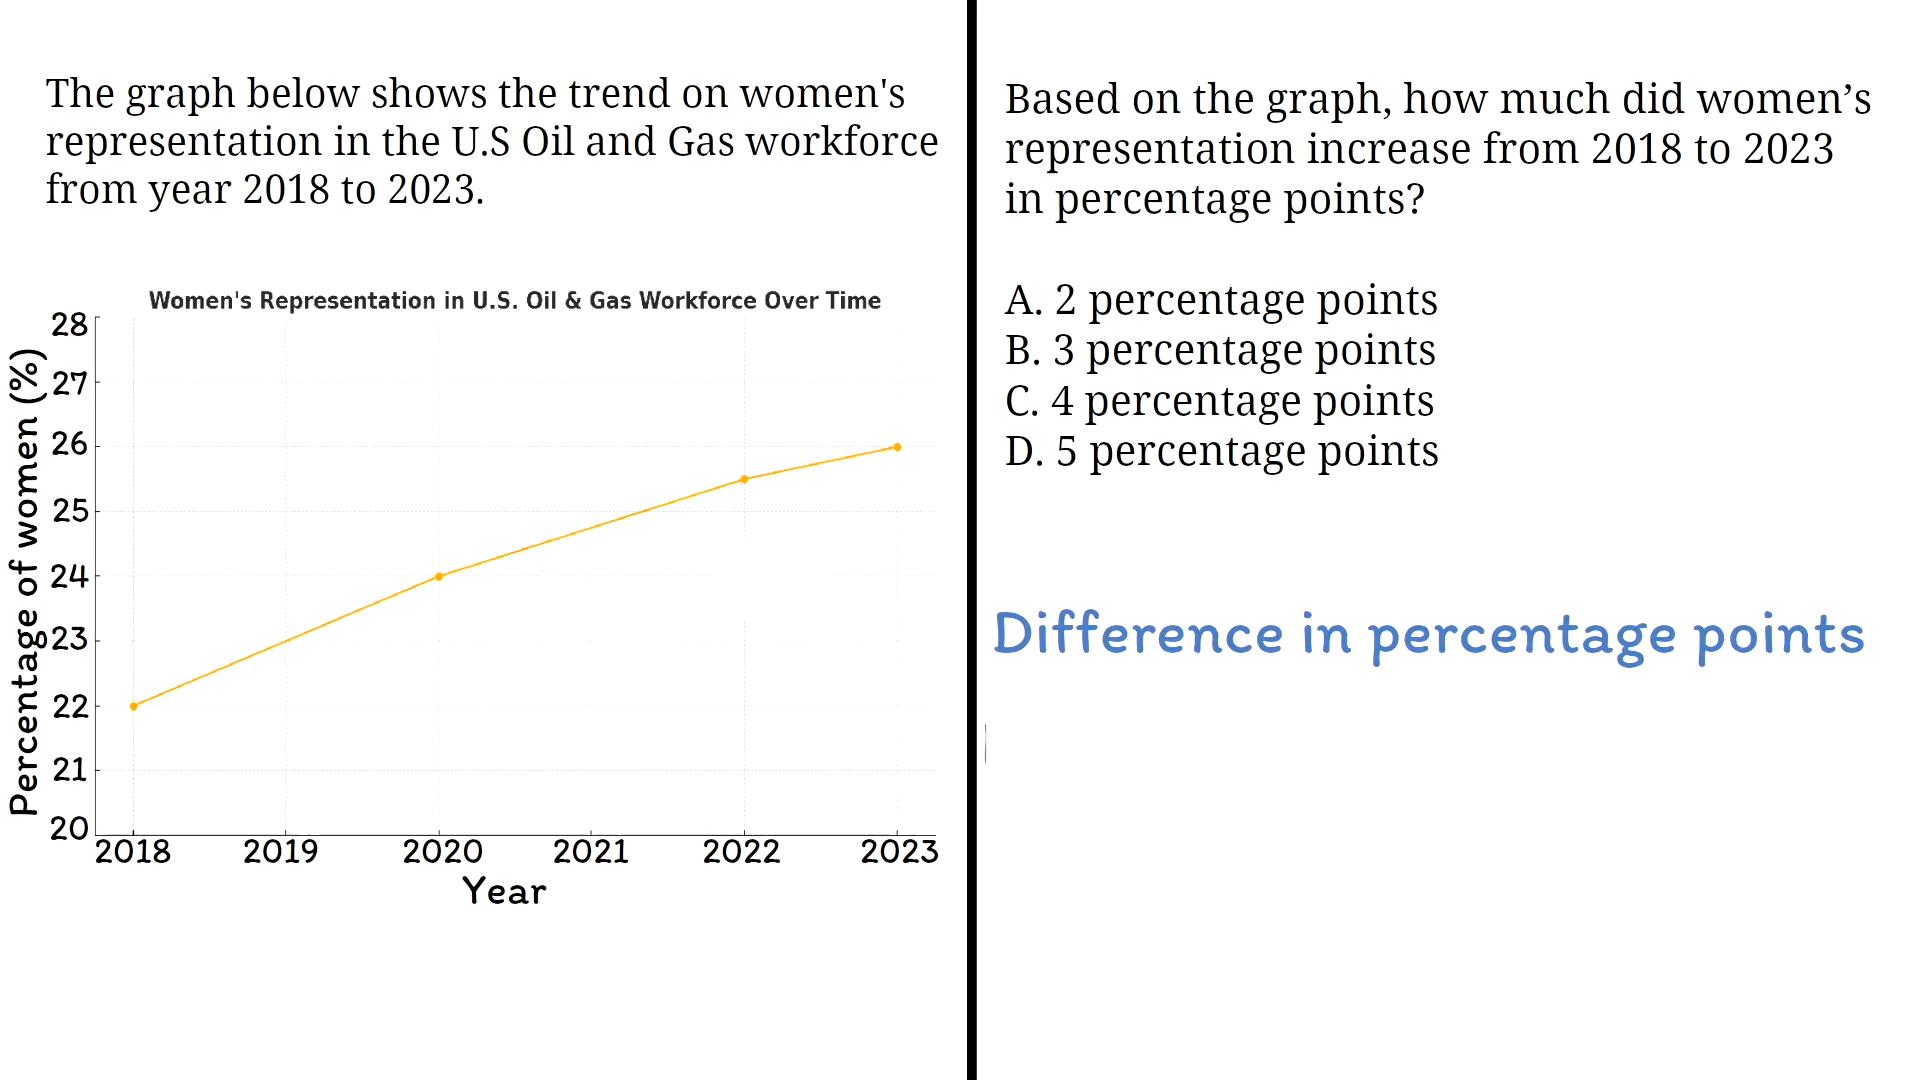 The graph below shows the trend on women's
representation in the U.S Oil and Gas workforce
from year 2018 to 2023.
Women's Representation in U.S. Oil & Gas Workforce Over Time
Percentage of women (%)
28
27
26
25
24
23
22
21
20
2018 2019 2020 2021 2022 2023
Year
Based on the graph, how much did women’s
representation increase from 2018 to 2023
in percentage points?
A. 2 percentage points
B. 3 percentage points
C. 4 percentage points
D. 5 percentage points
Difference in percentage points